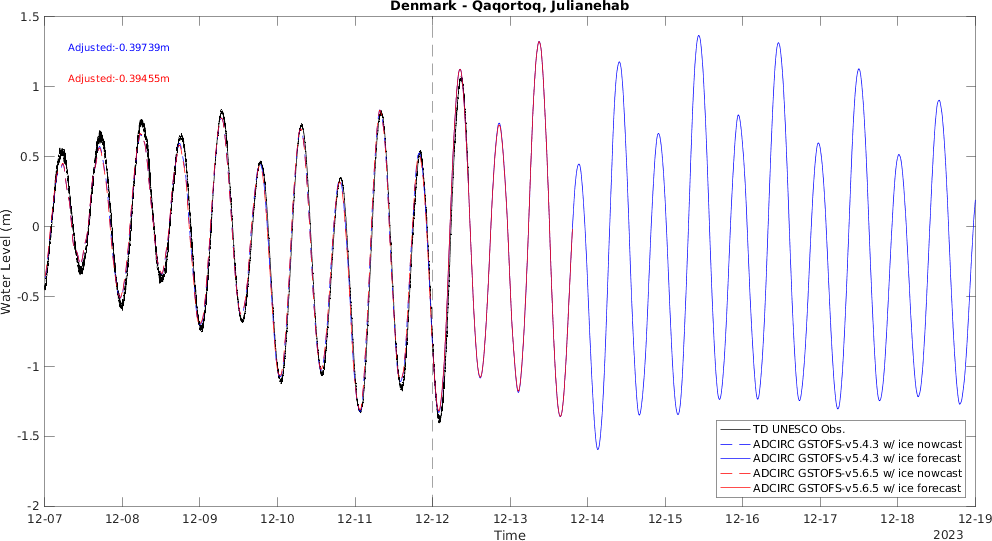 Denmark - Qaqortoq, Julianehab
Adjusted:-0.39739m
Adjusted:-0.39455m
Water Level (m)
1.5
1
0.5
0
-0.5
-1
-1.5
-2
TD UNESCO Obs.
ADCIRC GSTOFS-v5.4.3 w/ ice nowcast
ADCIRC GSTOFS-v5.4.3 w/ ice forecast
ADCIRC GSTOFS-v5.6.5 w/ ice nowcast
ADCIRC GSTOFS-v5.6.5 w/ ice forecast
12-07 12-08 12-09 12-10 12-11 12-12 12-13 12-14 12-15 12-16 12-17 12-18 12-19
Time
2023